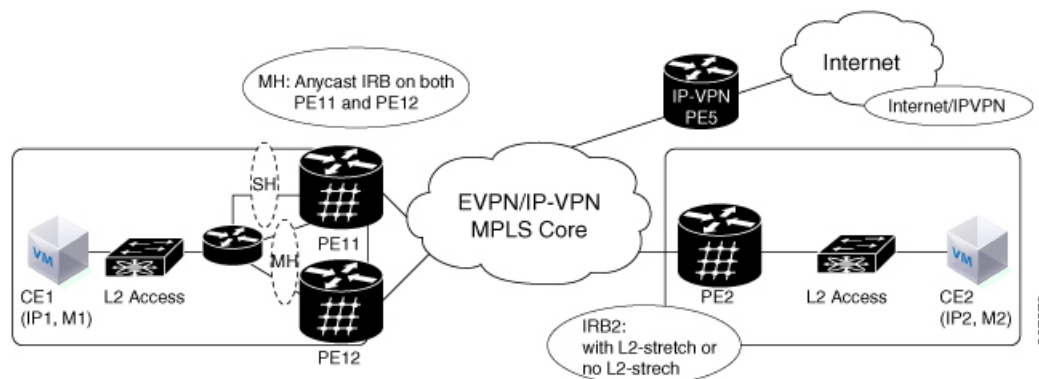 MH: Anycast IRB on both
PE11 and PE12
Internet
Internet/IPVPN
IP-VPN
PE5
SH
MH
PE11
EVPN/IP-VPN
MPLS Core
VM
CE1
(IP1, M1)
L2 Access
PE12
PE2
L2 Access
VM
CE2
(IP2, M2)
IRB2:
with L2-stretch or
no L2-strech